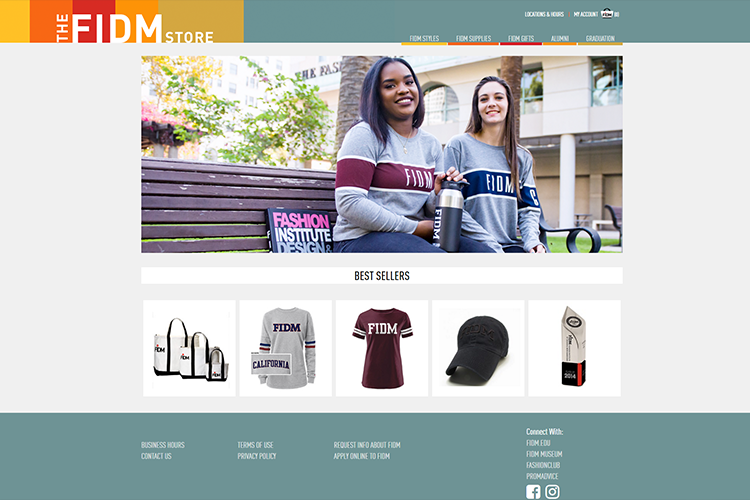 THE FIDM STORE
LOCATIONS & HOURS
MY ACCOUNT
(0)
FIDM STYLES
FIDM SUPPLIES
FIDM GIFTS
ALUMNI
GRADUATION
THE FAS
FIDM
FIDM
FIDM
FASHION
INSTITUTE
DESIGN &
BEST SELLERS
FIDM
FIDM
CALIFORNIA
FIDM
FIDM
2014
BUSINESS HOURS
CONTACT US
TERMS OF USE
PRIVACY POLICY
REQUEST INFO ABOUT FIDM
APPLY ONLINE TO FIDM
Connect With:
FIDM EDU
FIDM MUSEUM
FASHIONCLUB
PROMADVICE